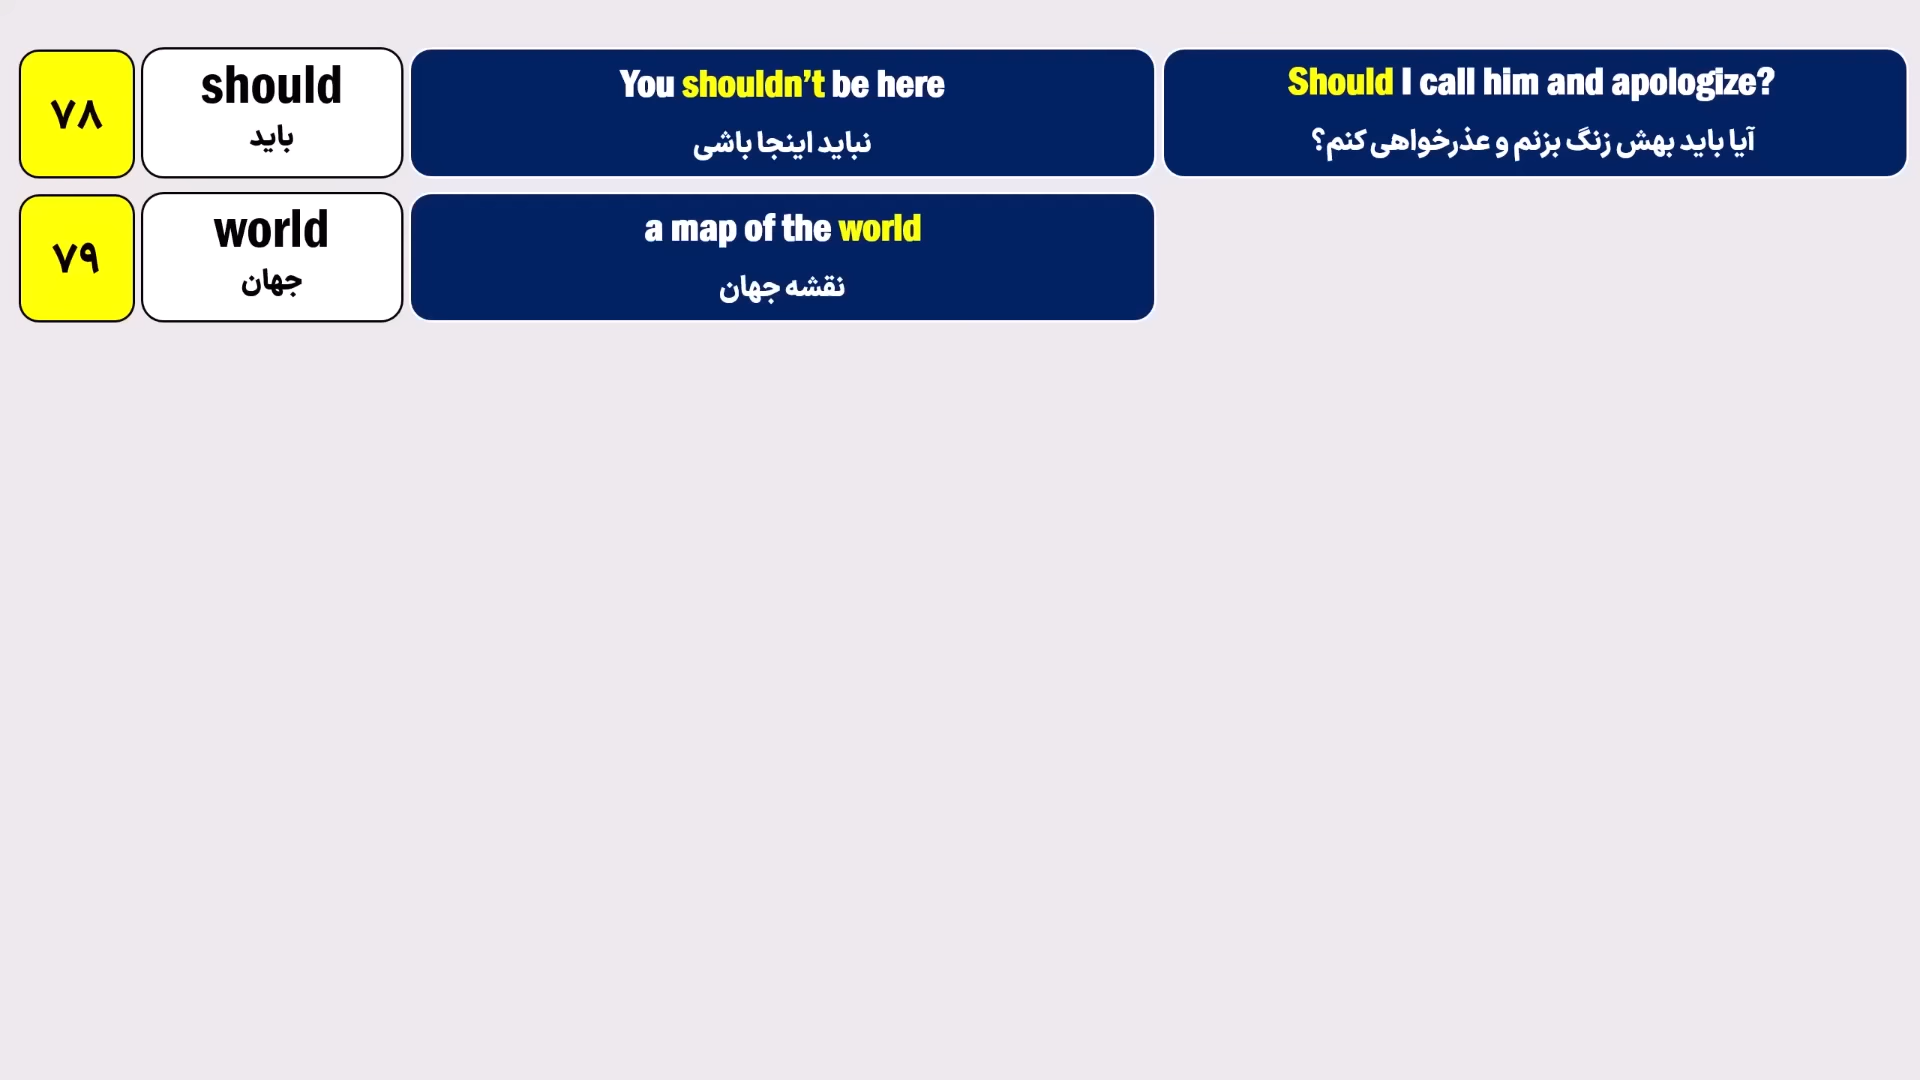 ۷۸
should
باید
You shouldn’t be here
نباید اینجا باشی
Should I call him and apologize?
آیا باید بهش زنگ بزنم و عذرخواهی کنم؟
۷۹
world
جهان
a map of the world
نقشه جهان